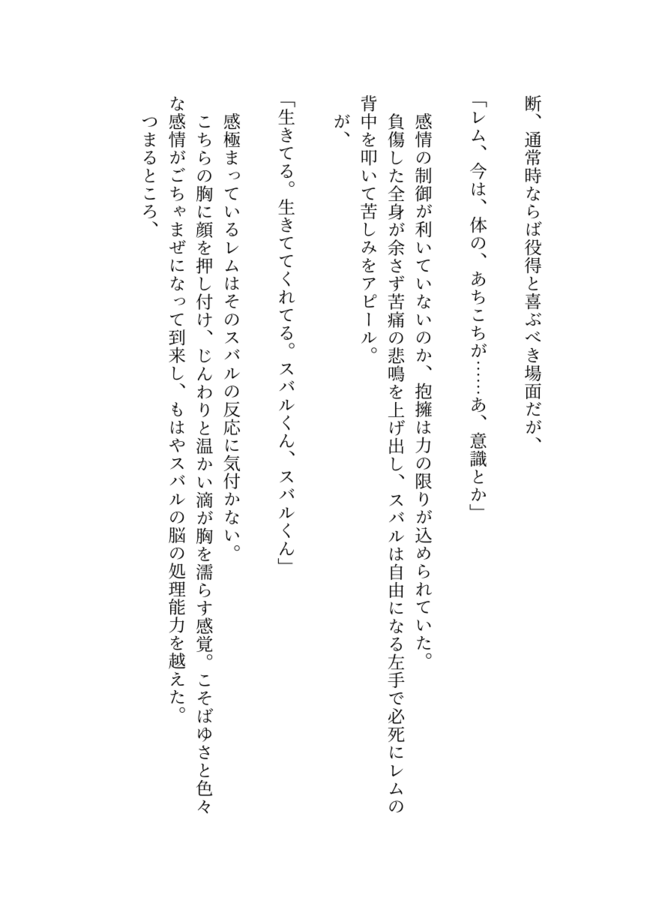 断、通常時ならば役得と喜ぶべき場面だが、
「レム、今は、体の、あちこちが……あ、意識とか」
感情の制御が利いていないのか、抱擁は力の限りが込められていた。
負傷した全身が余さず苦痛の悲鳴を上げ出し、スバルは自由になる左手で必死にレムの
背中を叩いて苦しみをアピール。
が、
「生きてる。生きててくれてる。スバルくん、スバルくん」
感極まっているレムはそのスバルの反応に気付かない。
こちらの胸に顔を押し付け、じんわりと温かい滴が胸を濡らす感覚。こそばゆさと色々
な感情がごちゃまぜになって到来し、もはやスバルの脳の処理能力を越えた。
つまるところ、